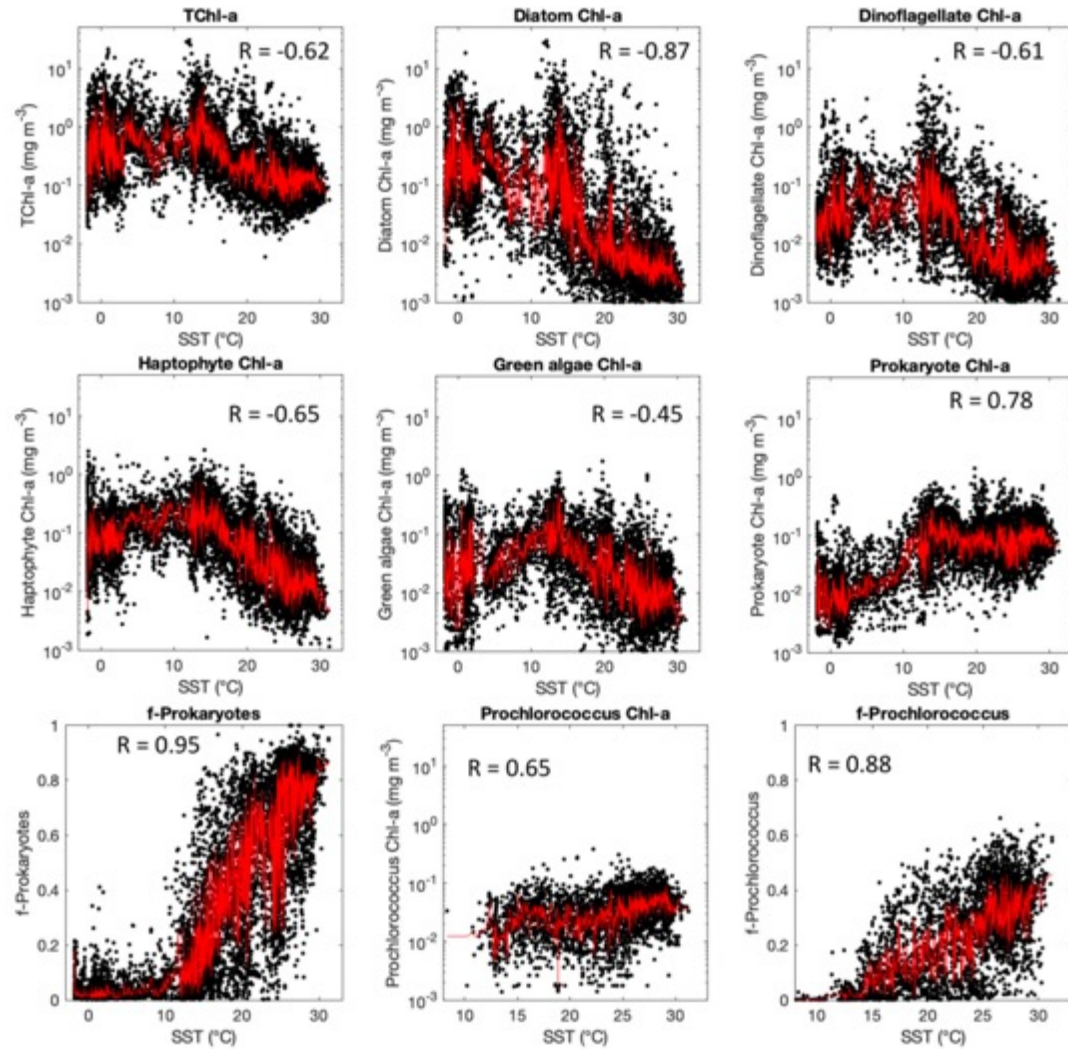 TChl-a
R = -0.62
TChl-a (mg m⁻³)
10¹
10⁰
10⁻¹
10⁻²
10⁻³
0 10 20 30
SST (°C)
Diatom Chl-a
R = -0.87
Diatom Chl-a (mg m⁻³)
10¹
10⁰
10⁻¹
10⁻²
10⁻³
0 10 20 30
SST (°C)
Dinoflagellate Chl-a
R = -0.61
Dinoflagellate Chl-a (mg m⁻³)
10¹
10⁰
10⁻¹
10⁻²
10⁻³
0 10 20 30
SST (°C)
Haptophyte Chl-a
R = -0.65
Haptophyte Chl-a (mg m⁻³)
10¹
10⁰
10⁻¹
10⁻²
10⁻³
0 10 20 30
SST (°C)
Green algae Chl-a
R = -0.45
Green algae Chl-a (mg m⁻³)
10¹
10⁰
10⁻¹
10⁻²
10⁻³
0 10 20 30
SST (°C)
Prokaryote Chl-a
R = 0.78
Prokaryote Chl-a (mg m⁻³)
10¹
10⁰
10⁻¹
10⁻²
10⁻³
0 10 20 30
SST (°C)
f-Prokaryotes
R = 0.95
f-Prokaryotes
1
0.8
0.6
0.4
0.2
0
0 10 20 30
SST (°C)
Prochlorococcus Chl-a
R = 0.65
Prochlorococcus Chl-a (mg m⁻³)
10¹
10⁰
10⁻¹
10⁻²
10⁻³
10 15 20 25 30
SST (°C)
f-Prochlorococcus
R = 0.88
f-Prochlorococcus
1
0.8
0.6
0.4
0.2
0
10 15 20 25 30
SST (°C)